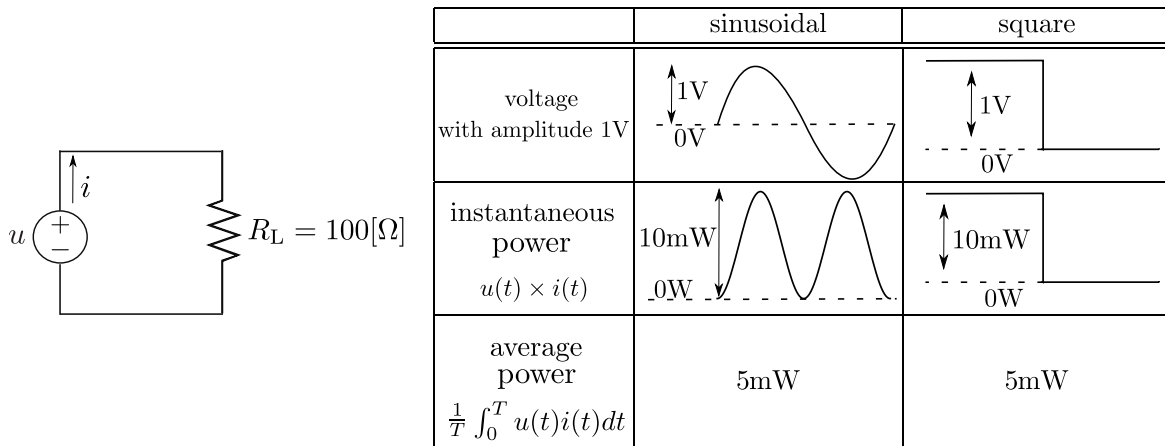 sinusoidal square
voltage
with amplitude 1V
1V
0V
1V
0V
u
+
−
i
R_L = 100[Ω]
instantaneous
power
u(t) × i(t)
10mW
0W
10mW
0W
average
power
1/T ∫_0^T u(t)i(t)dt
5mW 5mW